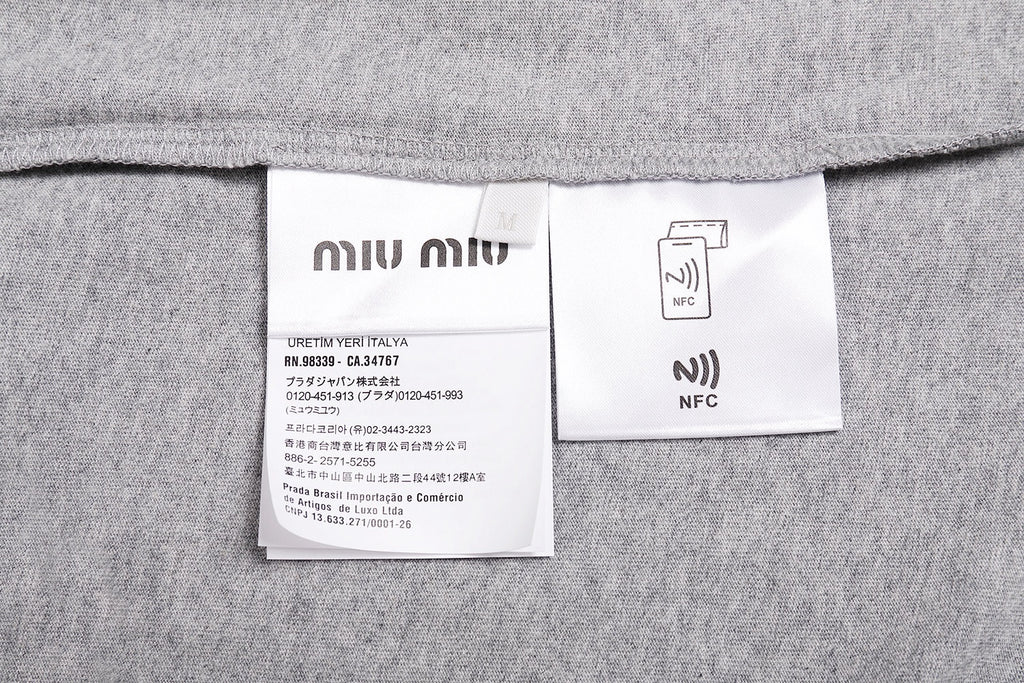 M
miu miu
ÜRETİM YERİ İTALYA
RN.98339 - CA.34767
プラダジャパン株式会社
0120-451-913 (プラダ)0120-451-993
(ミュウミュウ)
프라다코리아(유)02-3443-2323
香港商台灣意比有限公司台灣分公司
886-2-2571-5255
臺北市中山區中山北路二段44號12樓A室
Prada Brasil Importação e Comércio
de Artigos de Luxo Ltda
CNPJ 13.633.271/0001-26
NFC
NFC